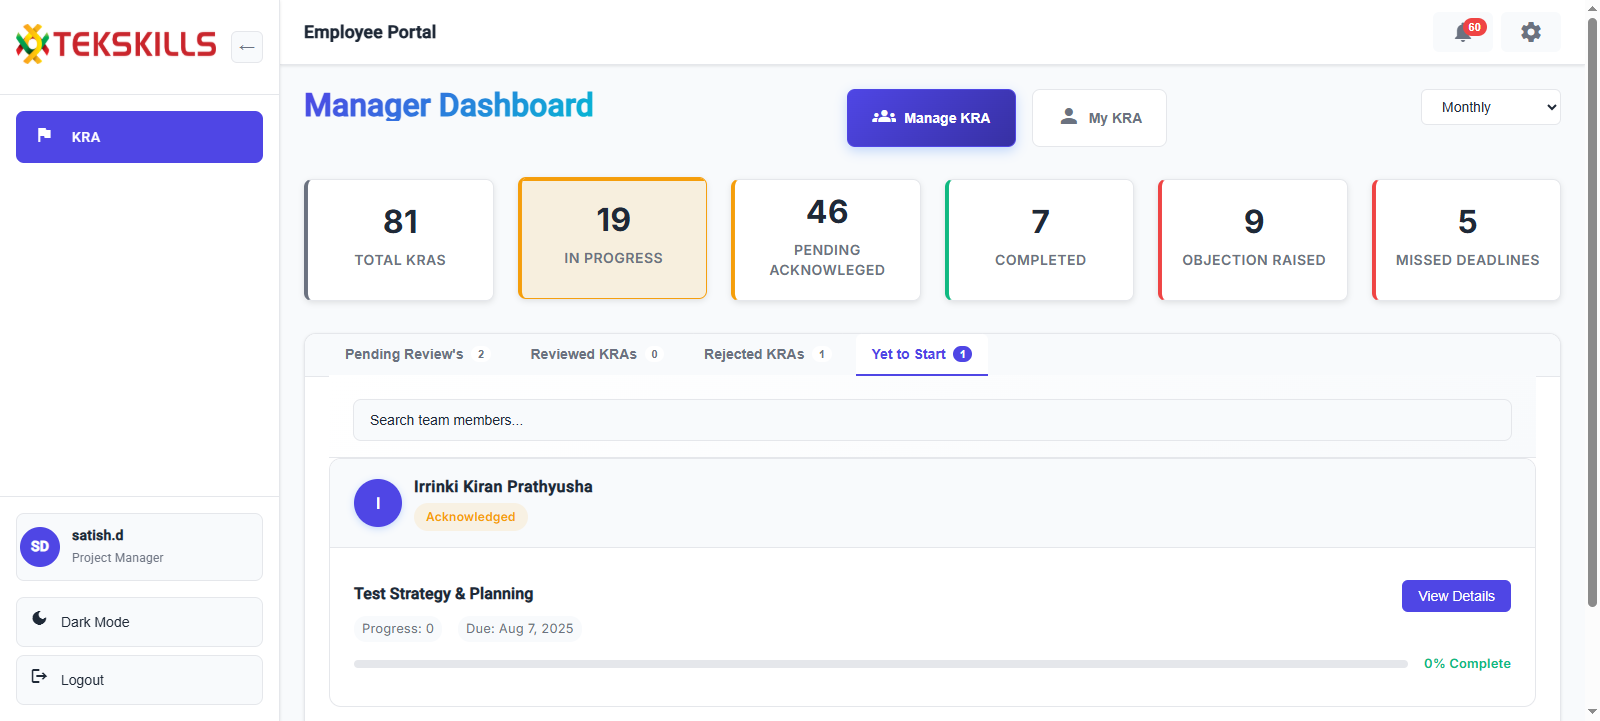 TEKSKILLS
←
KRA
satish.d
SD
Project Manager
Dark Mode
Logout
Employee Portal
60
Manager Dashboard
Manage KRA
My KRA
Monthly
81
TOTAL KRAS
19
IN PROGRESS
46
PENDING
ACKNOWLEGED
7
COMPLETED
9
OBJECTION RAISED
5
MISSED DEADLINES
Pending Review's 2
Reviewed KRAs 0
Rejected KRAs 1
Yet to Start 1
Search team members...
I
Irrinki Kiran Prathyusha
Acknowledged
Test Strategy & Planning
View Details
Progress: 0
Due: Aug 7, 2025
0% Complete